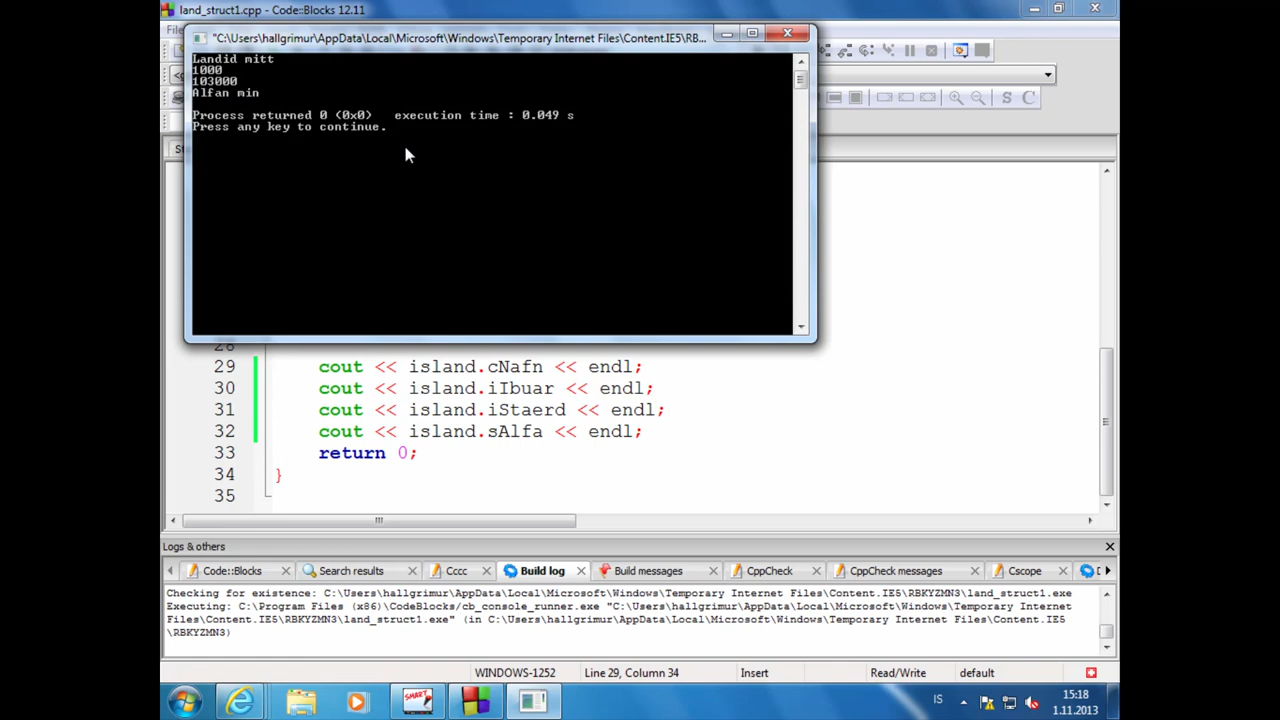 land_struct1.cpp - Code::Blocks 12.11
"C:\Users\hallgrimur\AppData\Local\Microsoft\Windows\Temporary Internet Files\Content.IE5\RB...
Landid mitt
1000
103000
Alfan min
Process returned 0 (0x0)   execution time : 0.049 s
Press any key to continue.
29 cout << island.cNafn << endl;
30 cout << island.iIbuar << endl;
31 cout << island.iStaerd << endl;
32 cout << island.sAlfa << endl;
33 return 0;
34 }
35
Logs & others
Code::Blocks Search results Cccc Build log Build messages CppCheck CppCheck messages Cscope
Checking for existence: C:\Users\hallgrimur\AppData\Local\Microsoft\Windows\Temporary Internet Files\Content.IE5\RBKYZMN3\land_struct1.exe
Executing: C:\Program Files (x86)\CodeBlocks/cb_console_runner.exe "C:\Users\hallgrimur\AppData\Local\Microsoft\Windows\Temporary Internet
Files\Content.IE5\RBKYZMN3\land_struct1.exe" (in C:\Users\hallgrimur\AppData\Local\Microsoft\Windows\Temporary Internet Files\Content.IE5
\RBKYZMN3)
WINDOWS-1252 Line 29, Column 34 Insert Read/Write default
SMART
IS 15:18
1.11.2013